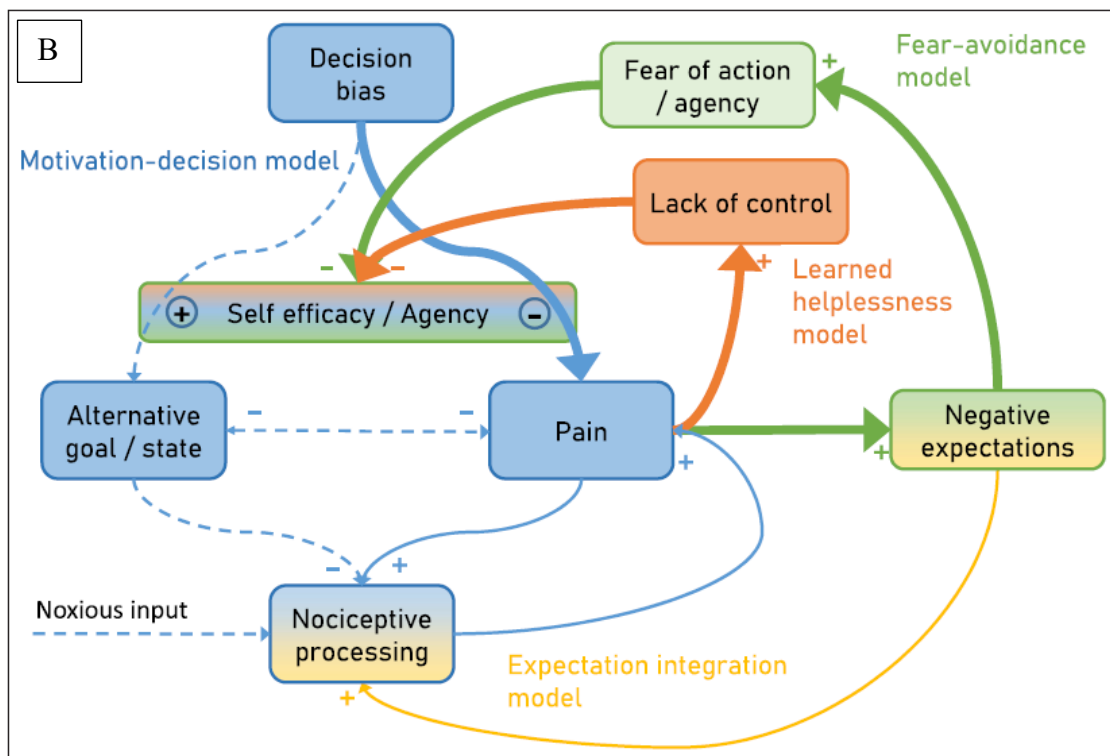 B
Decision
bias
Fear of action
/ agency
+
Fear-avoidance
model
Motivation-decision model
Lack of control
- -
+
Learned
helplessness
model
+ Self efficacy / Agency -
Alternative
goal / state
- -
Pain
+
+
Negative
expectations
- +
Noxious input
Nociceptive
processing
+
Expectation integration
model